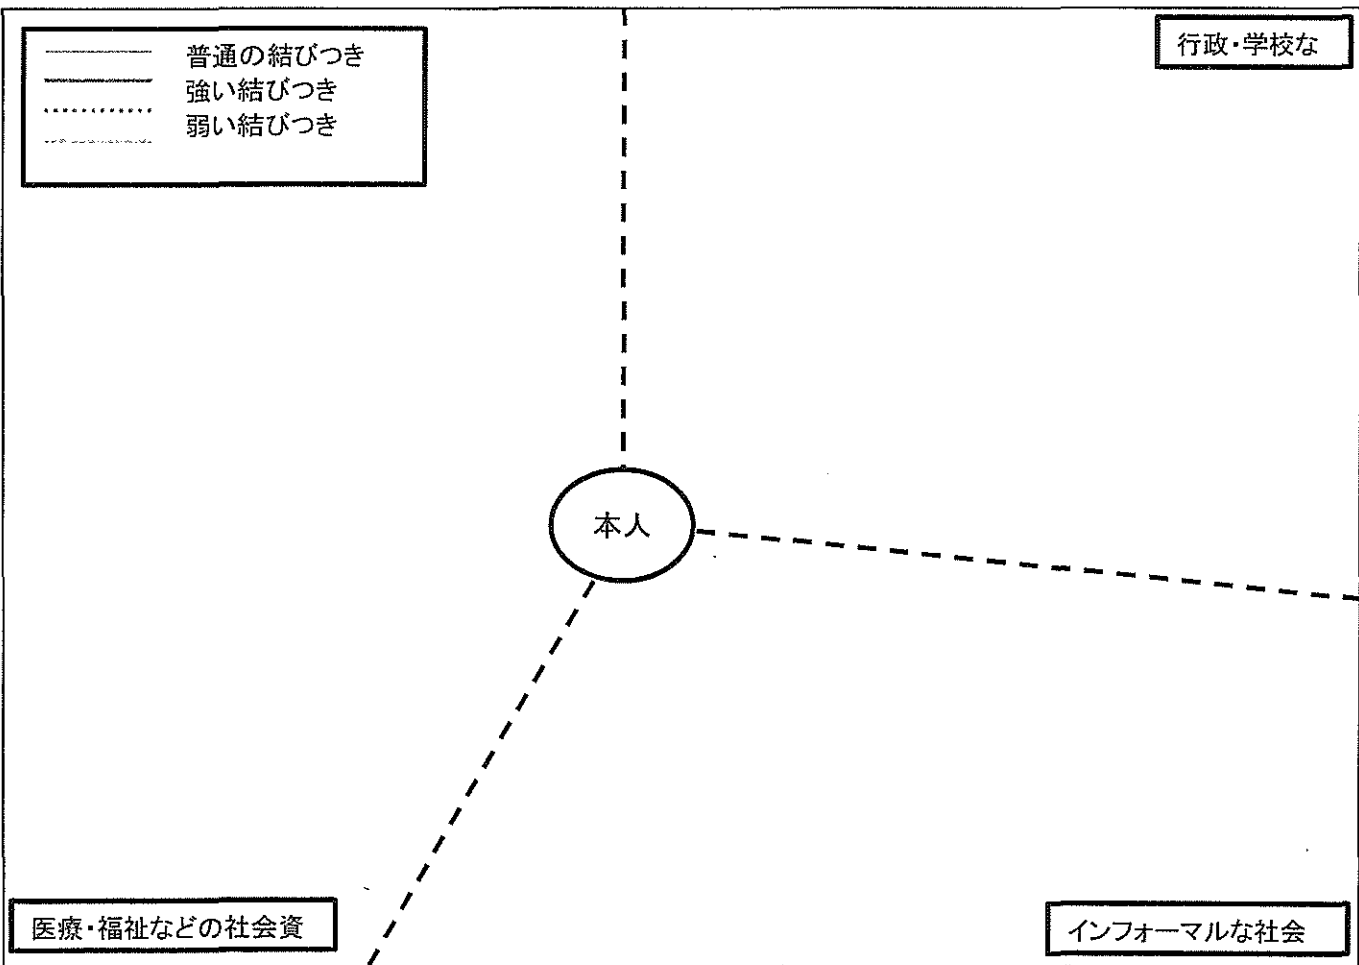 普通の結びつき
強い結びつき
弱い結びつき
行政・学校な
本人
医療・福祉などの社会資
インフォーマルな社会